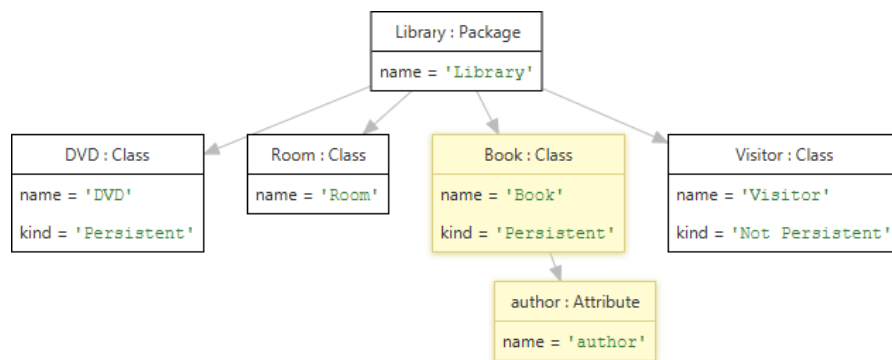 Library : Package
name = 'Library'
DVD : Class
name = 'DVD'
kind = 'Persistent'
Room : Class
name = 'Room'
Book : Class
name = 'Book'
kind = 'Persistent'
Visitor : Class
name = 'Visitor'
kind = 'Not Persistent'
author : Attribute
name = 'author'